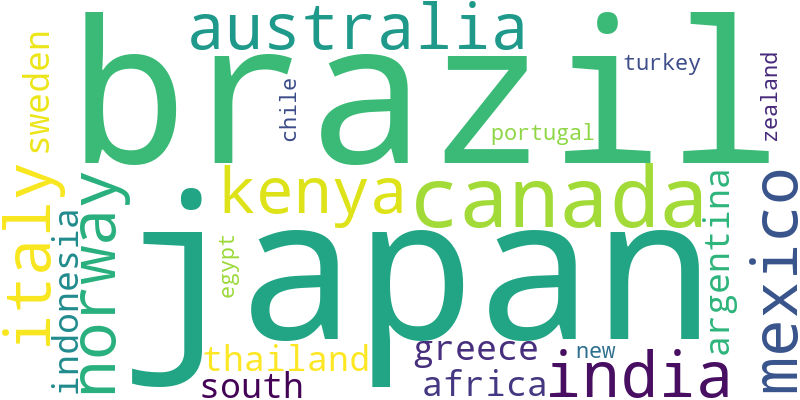 australia
brazil
sweden
chile
turkey
zealand
portugal
italy
norway
kenya
canada
argentina
mexico
japan
indonesia
egypt
thailand
greece
new
south
africa
india